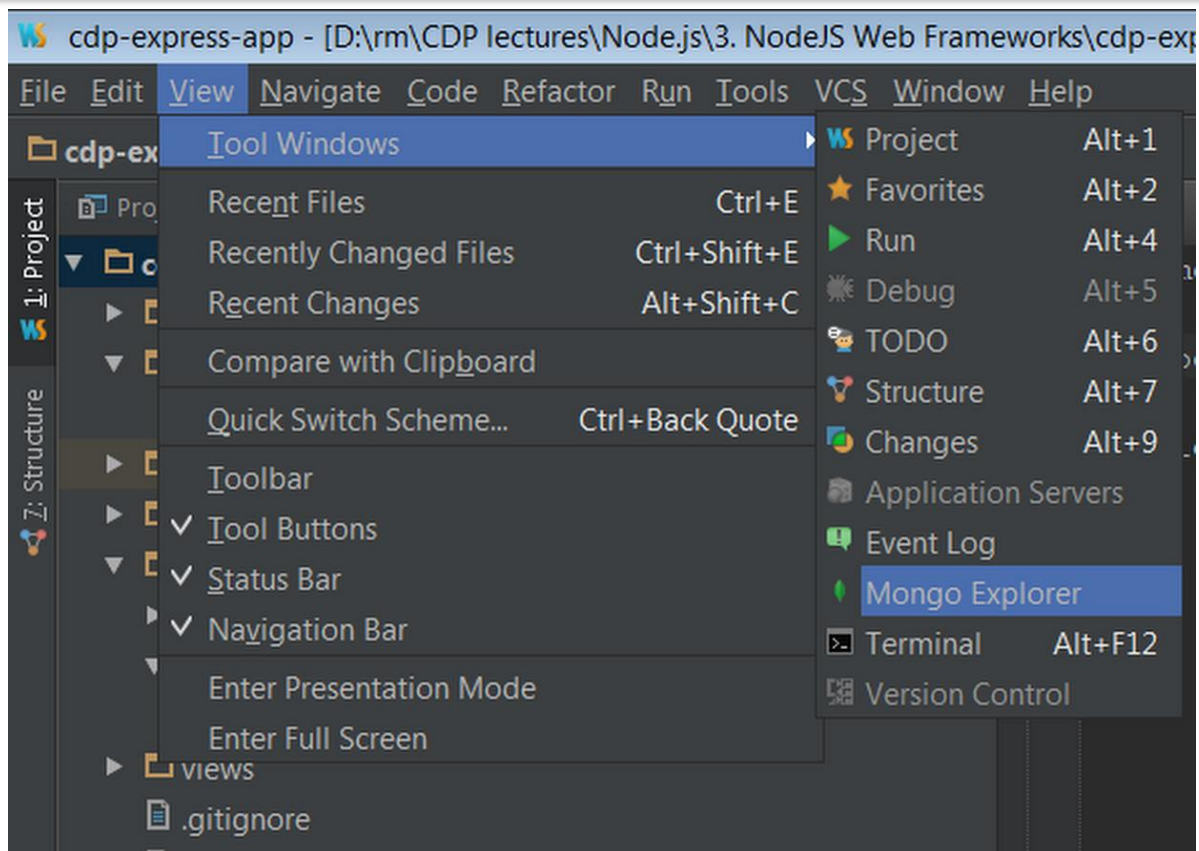 WS cdp-express-app - [D:\rm\CDP lectures\Node.js\3. NodeJS Web Frameworks\cdp-exp
File Edit View Navigate Code Refactor Run Tools VCS Window Help
cdp-ex
1: Project
WS
7: Structure
Pro
Tool Windows
Recent Files Ctrl+E
Recently Changed Files Ctrl+Shift+E
Recent Changes Alt+Shift+C
Compare with Clipboard
Quick Switch Scheme... Ctrl+Back Quote
Toolbar
Tool Buttons
Status Bar
Navigation Bar
Enter Presentation Mode
Enter Full Screen
WS Project Alt+1
Favorites Alt+2
Run Alt+4
Debug Alt+5
TODO Alt+6
Structure Alt+7
Changes Alt+9
Application Servers
Event Log
Mongo Explorer
Terminal Alt+F12
Version Control
views
.gitignore